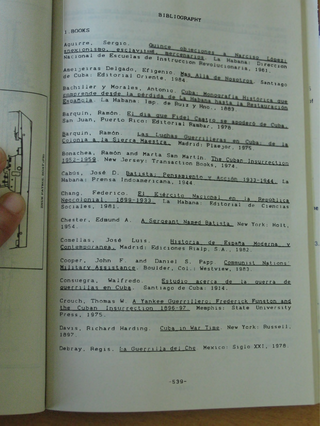 BIBLIOGRAPHY
1 BOOKS
Aguirre, Sergio. Quince objeciones a Narciso López:
anexionismo, esclavismo, mercenarios. La Habana: Dirección
Nacional de Escuelas de Instrucción Revolucionaria, 1961.
Ameijeiras Delgado, Efigenio. Más Allá de Nosotros. Santiago
de Cuba: Editorial Oriente, 1984
Bachiller y Morales, Antonio. Cuba: Monografía Histórica que
comprende desde la pérdida de La Habana hasta la Restauración
Española. La Habana: Imp. de Ruiz y Hno. 1883
Barquín, Ramón. El día que Fidel Castro se apoderó de Cuba.
San Juan, Puerto Rico: Editorial Rambar, 1978
Barquín, Ramón. Las Luchas Guerrilleras en Cuba. de la
Colonia a la Sierra Maestra. Madrid: Playor, 1975
Bonachea, Ramón and Marta San Martín. The Cuban Insurrection
1952-1959 New Jersey: Transaction Books, 1974.
Cabús, José D. Batista: Pensamiento y Acción 1933-1944 La
Habana: Prensa Indoamericana, 1944
Chang, Federico. El Ejército Nacional en la República
Neocolonial. 1899-1933. La Habana: Editorial de Ciencias
Sociales, 1981.
Chester, Edmund A. A Sergeant Named Batista New York: Holt,
1954.
Comellas, José Luis Historia de España Moderna y
Contemporánea. Madrid: Ediciones Rialp, S.A. 1982
Cooper, John F. and Daniel S. Papp. Communist Nations'
Military Assistance Boulder, Col.: Westview, 1983
Consuegra, Walfredo. Estudio acerca de la guerra de
guerrillas en Cuba Santiago de Cuba: 1914.
Crouch, Thomas W. A Yankee Guerrillero: Frederick Funston and
the Cuban Insurrection 1896-97. Memphis: State University
Press, 1975.
Davis, Richard Harding. Cuba in War Time. New York: Russell;
1897.
Debray, Regis. La Guerrilla del Che México: Siglo XXI, 1978.
-539-